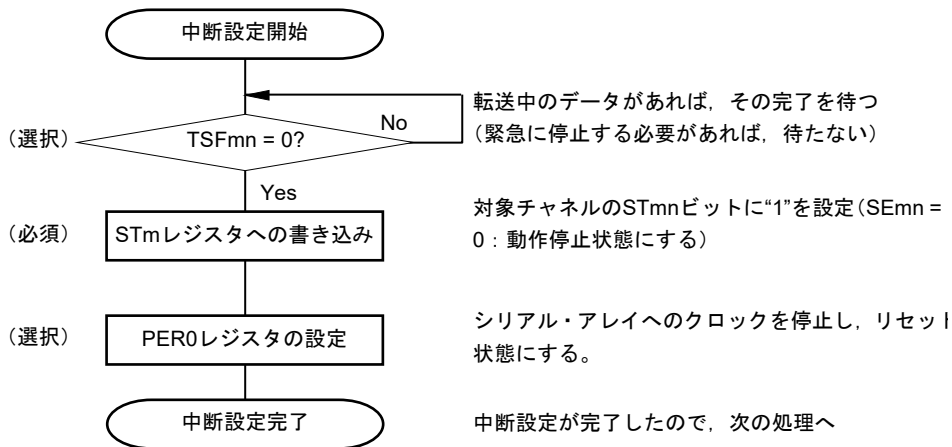 中断設定開始
転送中のデータがあれば，その完了を待つ
（選択）
TSFmn = 0?
No
（緊急に停止する必要があれば，待たない）
Yes
対象チャネルのSTmnビットに“1”を設定（SEmn =
（必須）
STmレジスタへの書き込み
0：動作停止状態にする）
シリアル・アレイへのクロックを停止し，リセット
（選択）
PER0レジスタの設定
状態にする。
中断設定完了
中断設定が完了したので，次の処理へ